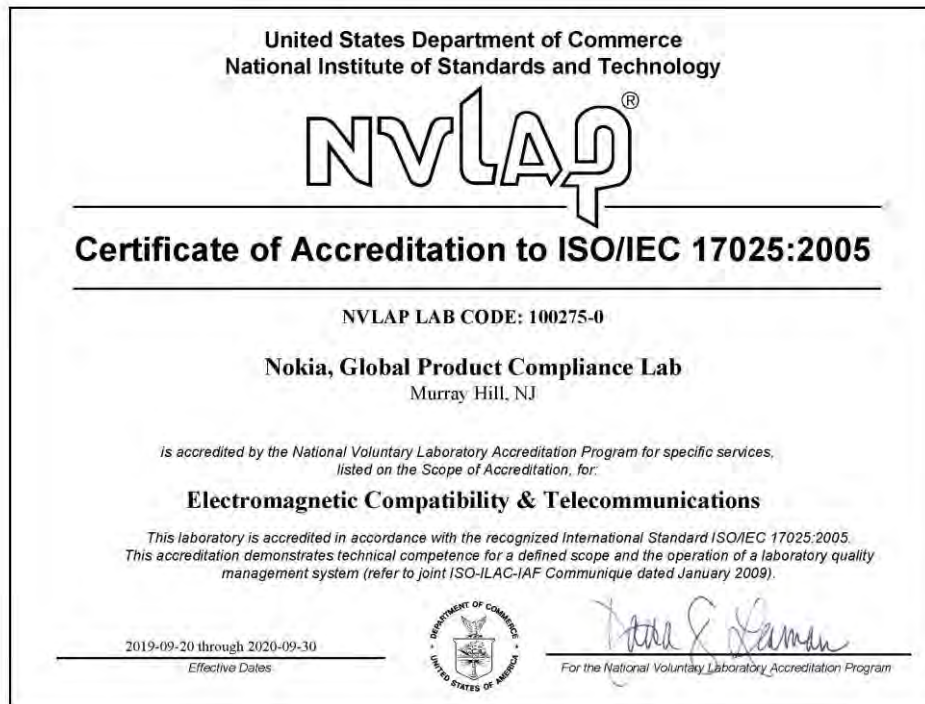 United States Department of Commerce
National Institute of Standards and Technology
NVLAP®
Certificate of Accreditation to ISO/IEC 17025:2005
NVLAP LAB CODE: 100275-0
Nokia, Global Product Compliance Lab
Murray Hill, NJ
is accredited by the National Voluntary Laboratory Accreditation Program for specific services,
listed on the Scope of Accreditation, for:
Electromagnetic Compatibility & Telecommunications
This laboratory is accredited in accordance with the recognized International Standard ISO/IEC 17025:2005.
This accreditation demonstrates technical competence for a defined scope and the operation of a laboratory quality
management system (refer to joint ISO-ILAC-IAF Communique dated January 2009).
2019-09-20 through 2020-09-30
Effective Dates
DEPARTMENT OF COMMERCE
UNITED STATES OF AMERICA
For the National Voluntary Laboratory Accreditation Program